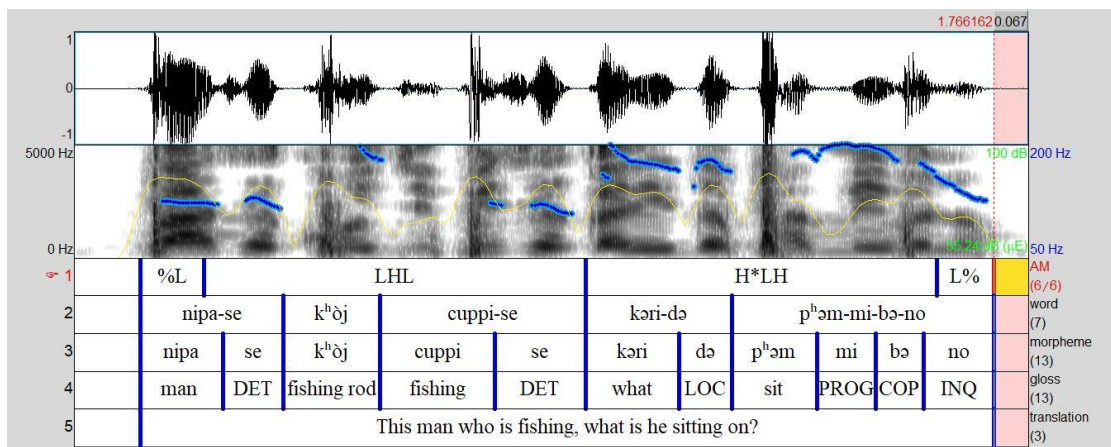 1.766162 0.067
1
0
-1
5000 Hz 100 dB 200 Hz
0 Hz 50 Hz
☞ 1 %L LHL H*LH L% AM (6/6)
2 nipa-se kʰòj cuppi-se kəri-də pʰəm-mi-bə-no word (7)
3 nipa se kʰòj cuppi se kəri də pʰəm mi bə no morpheme (13)
4 man DET fishing rod fishing DET what LOC sit PROG COP INQ gloss (13)
5 This man who is fishing, what is he sitting on? translation (3)